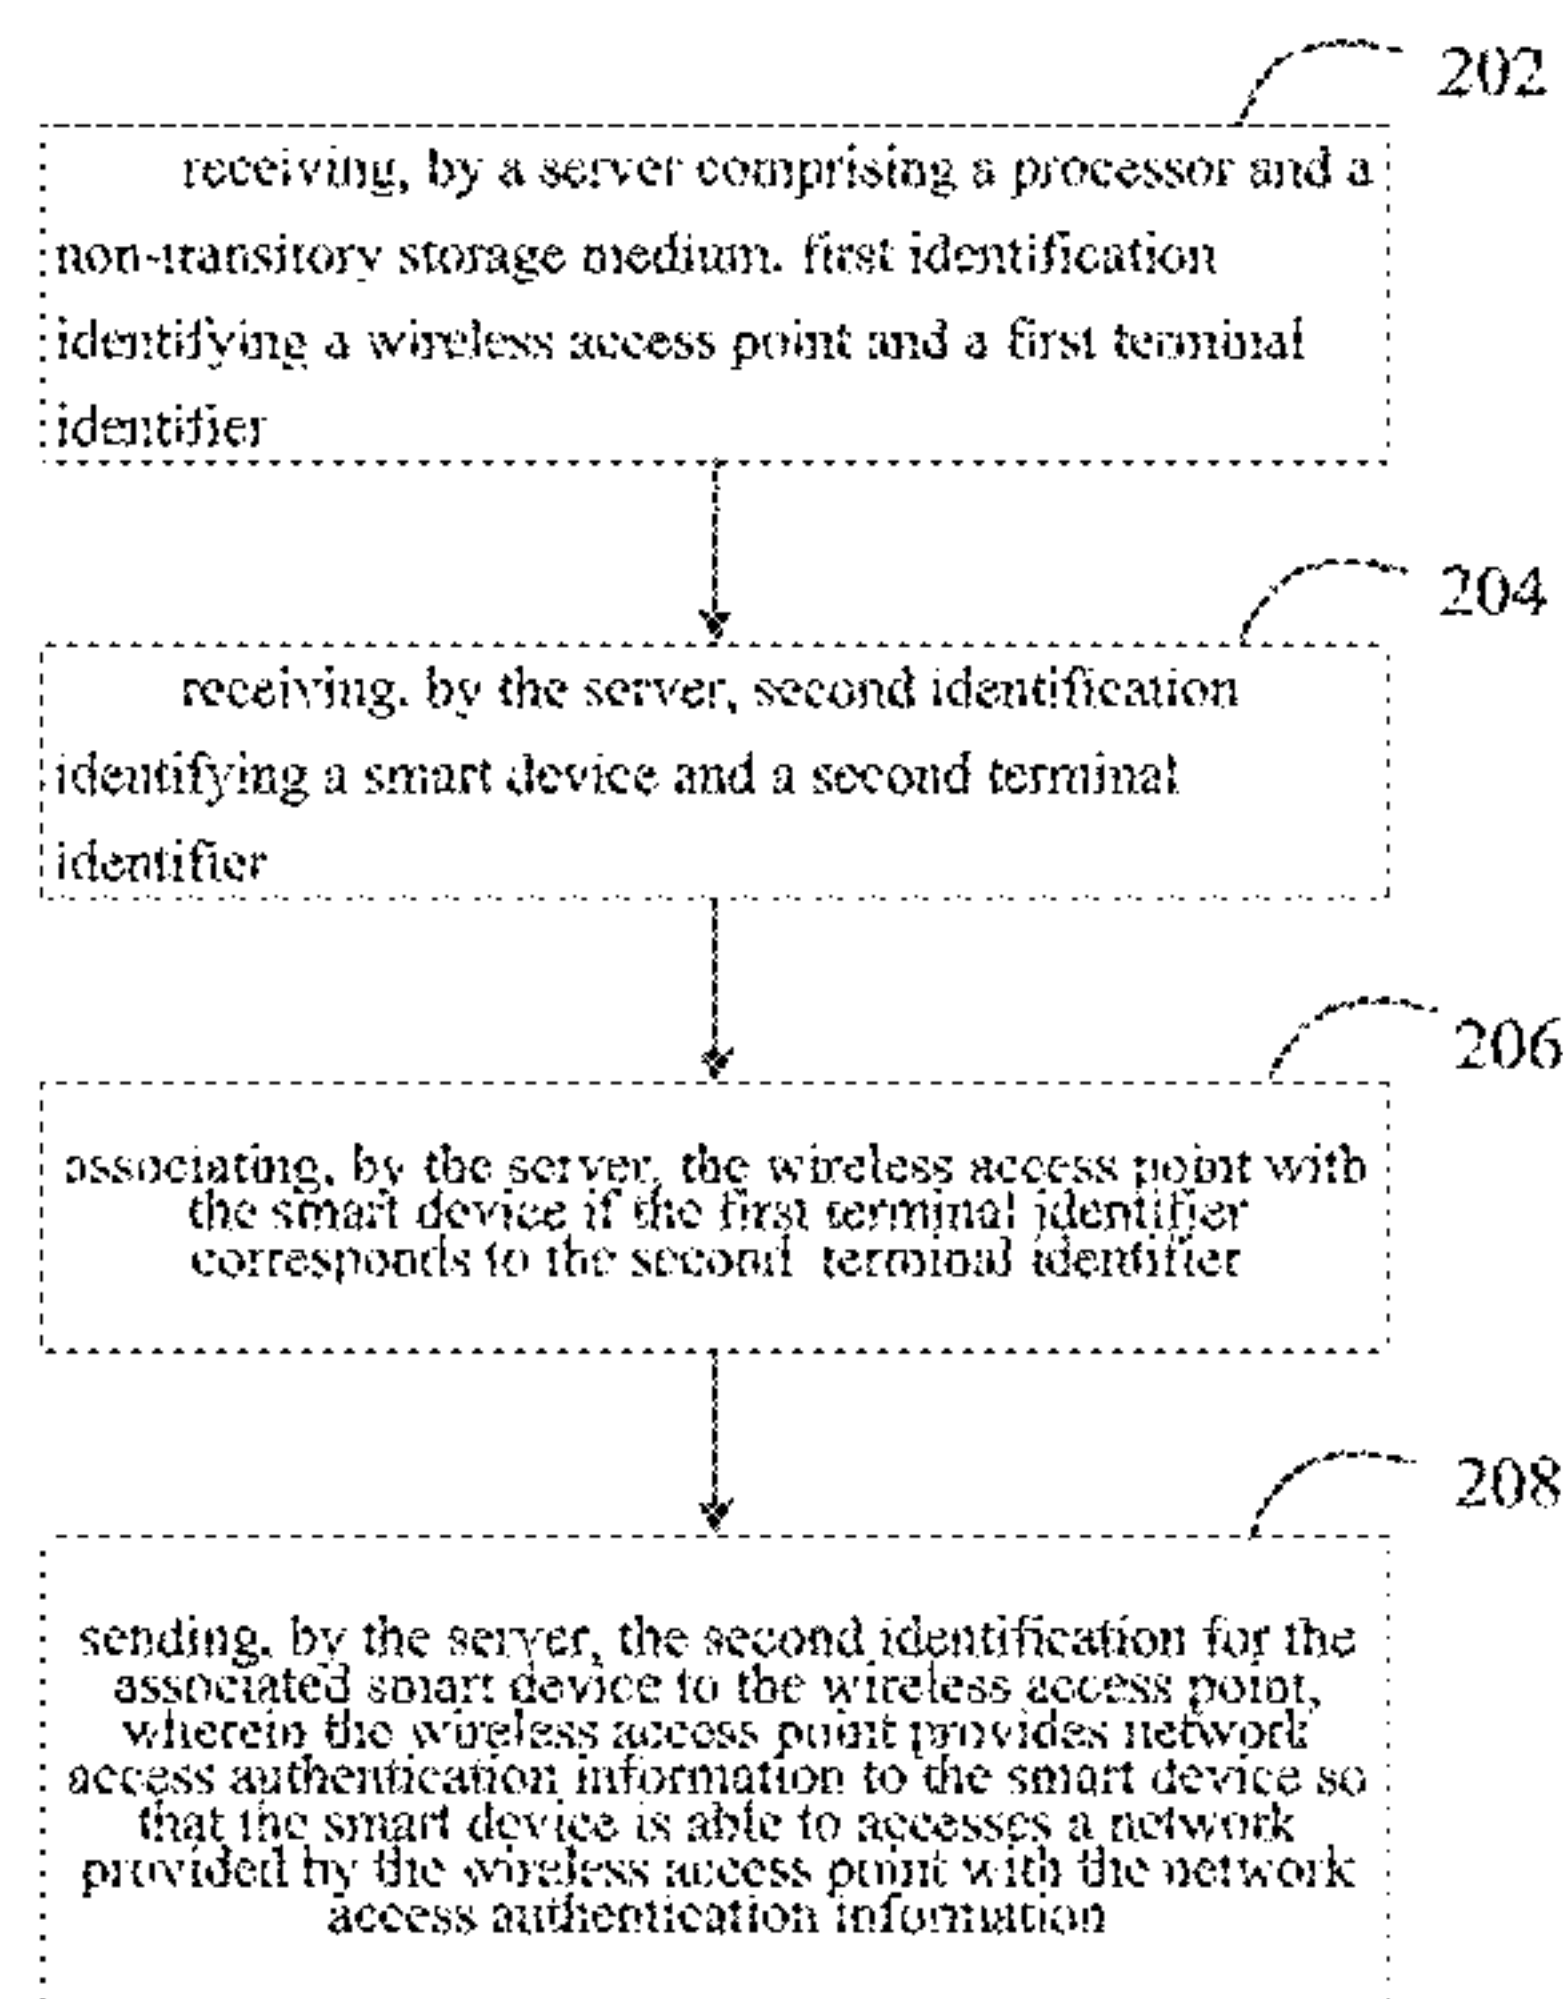 202
receiving, by a server comprising a processor and a
non-transitory storage medium. first identification
identifying a wireless access point and a first terminal
identifier
204
receiving. by the server, second identification
identifying a smart device and a second terminal
identifier
206
associating. by the server, the wireless access point with
the smart device if the first terminal identifier
corresponds to the second terminal identifier
208
sending. by the server, the second identification for the
associated smart device to the wireless access point,
wherein the wireless access point provides network
access authentication information to the smart device so
that the smart device is able to accesses a network
provided by the wireless access point with the network
access authentication information